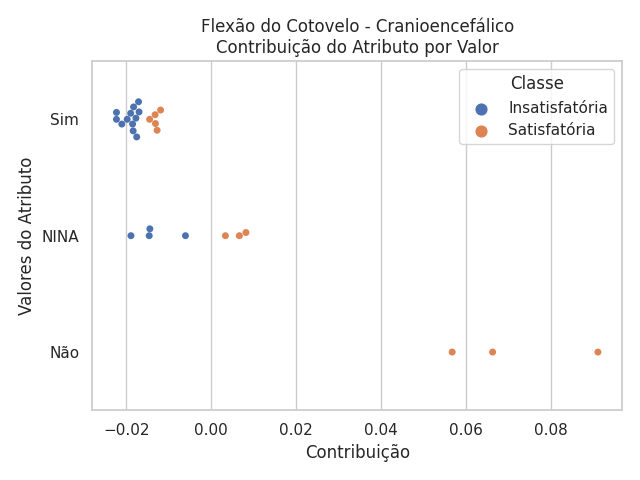 Flexão do Cotovelo - Cranioencefálico
Contribuição do Atributo por Valor
Classe
Insatisfatória
Satisfatória
Valores do Atributo
Sim
NINA
Não
−0.02 0.00 0.02 0.04 0.06 0.08
Contribuição